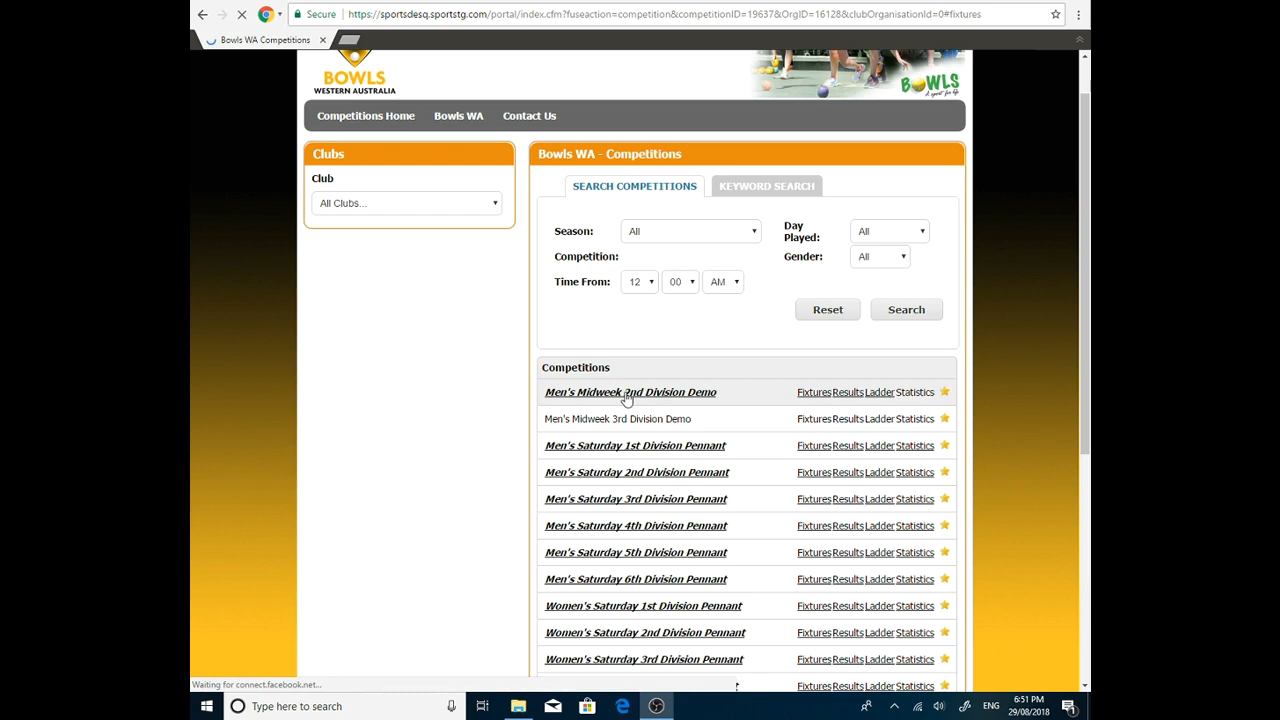 Secure https://sportsdesq.sportstg.com/portal/index.cfm?fuseaction=competition&competitionID=19637&OrgID=16128&clubOrganisationId=0#fixtures
Bowls WA Competitions
BOWLS
WESTERN AUSTRALIA
BOWLS
A sport for life
Competitions Home Bowls WA Contact Us
Clubs
Club
All Clubs...
Bowls WA - Competitions
SEARCH COMPETITIONS KEYWORD SEARCH
Season: All Day Played: All
Competition: Gender: All
Time From: 12 00 AM
Reset Search
Competitions
Men's Midweek 2nd Division Demo Fixtures Results Ladder Statistics
Men's Midweek 3rd Division Demo Fixtures Results Ladder Statistics
Men's Saturday 1st Division Pennant Fixtures Results Ladder Statistics
Men's Saturday 2nd Division Pennant Fixtures Results Ladder Statistics
Men's Saturday 3rd Division Pennant Fixtures Results Ladder Statistics
Men's Saturday 4th Division Pennant Fixtures Results Ladder Statistics
Men's Saturday 5th Division Pennant Fixtures Results Ladder Statistics
Men's Saturday 6th Division Pennant Fixtures Results Ladder Statistics
Women's Saturday 1st Division Pennant Fixtures Results Ladder Statistics
Women's Saturday 2nd Division Pennant Fixtures Results Ladder Statistics
Women's Saturday 3rd Division Pennant Fixtures Results Ladder Statistics
Fixtures Results Ladder Statistics
Waiting for connect.facebook.net...
Type here to search
ENG
6:51 PM
29/08/2018
1